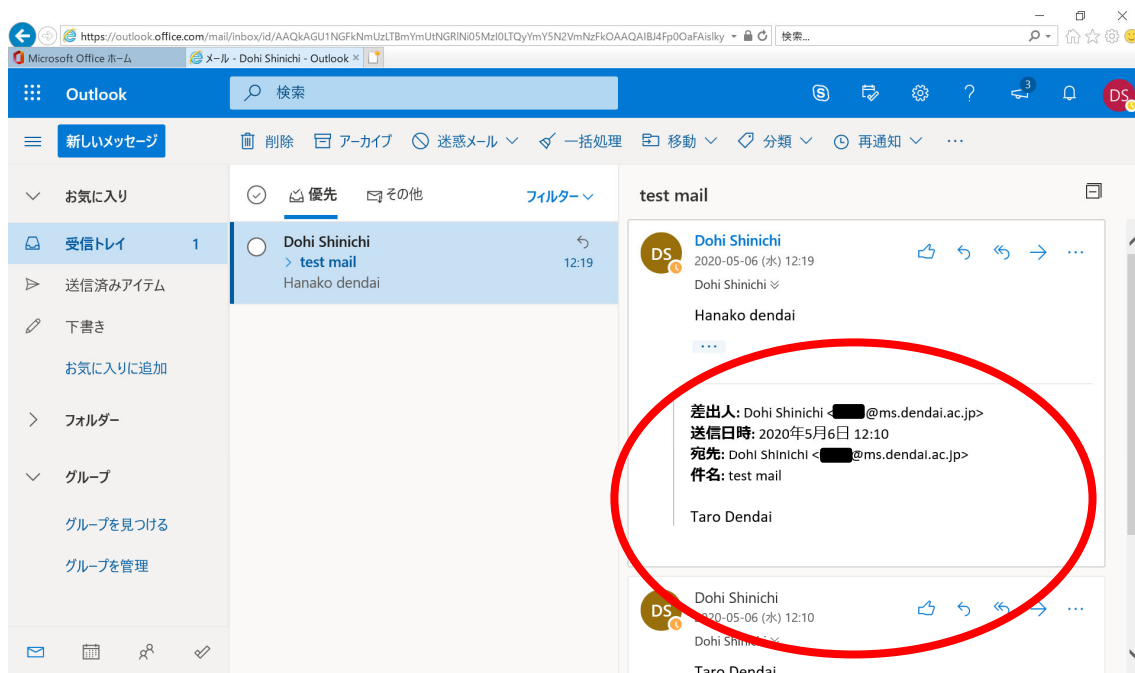 https://outlook.office.com/mail/inbox/id/AAQkAGU1NGFkNmUzLTBmYmUtNGRlNi05MzI0LTQyYmY5N2VmNzFkOAAQAIBJ4Fp0OaFAislky 検索...
Microsoft Office ホーム メール - Dohi Shinichi - Outlook
Outlook 検索 3 DS
新しいメッセージ 削除 アーカイブ 迷惑メール 一括処理 移動 分類 再通知 ...
お気に入り
受信トレイ 1
送信済みアイテム
下書き
お気に入りに追加
フォルダー
グループ
グループを見つける
グループを管理
優先 その他 フィルター
Dohi Shinichi
> test mail 12:19
Hanako dendai
test mail
DS Dohi Shinichi
2020-05-06 (水) 12:19
Dohi Shinichi
Hanako dendai
...
差出人: Dohi Shinichi < @ms.dendai.ac.jp>
送信日時: 2020年5月6日 12:10
宛先: Dohi Shinichi < @ms.dendai.ac.jp>
件名: test mail
Taro Dendai
DS Dohi Shinichi
2020-05-06 (水) 12:10
Dohi Shinichi
Taro Dendai